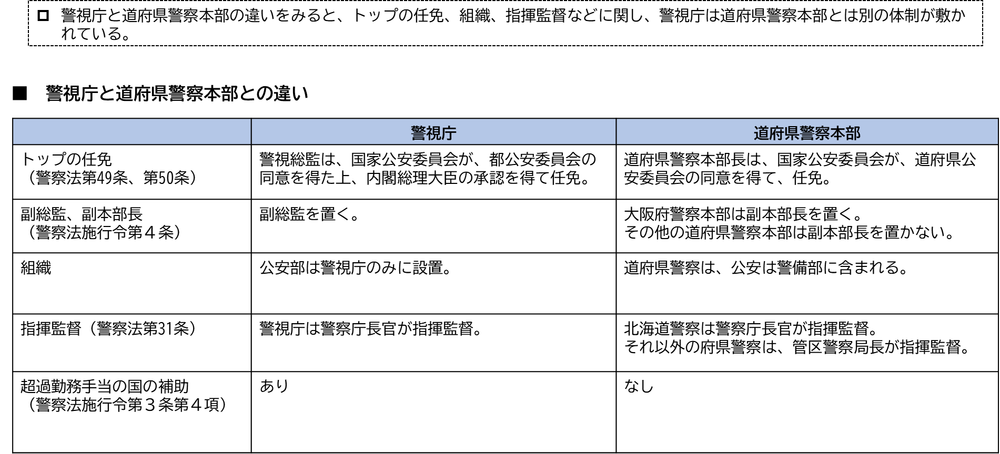 □ 警視庁と道府県警察本部の違いをみると、トップの任免、組織、指揮監督などに関し、警視庁は道府県警察本部とは別の体制が敷か
れている。
■ 警視庁と道府県警察本部との違い
警視庁
道府県警察本部
トップの任免
（警察法第49条、第50条）
警視総監は、国家公安委員会が、都公安委員会の
同意を得た上、内閣総理大臣の承認を得て任免。
道府県警察本部長は、国家公安委員会が、道府県公
安委員会の同意を得て、任免。
副総監、副本部長
（警察法施行令第４条）
副総監を置く。
大阪府警察本部は副本部長を置く。
その他の道府県警察本部は副本部長を置かない。
組織
公安部は警視庁のみに設置。
道府県警察は、公安は警備部に含まれる。
指揮監督（警察法第31条）
警視庁は警察庁長官が指揮監督。
北海道警察は警察庁長官が指揮監督。
それ以外の府県警察は、管区警察局長が指揮監督。
超過勤務手当の国の補助
（警察法施行令第３条第４項）
あり
なし